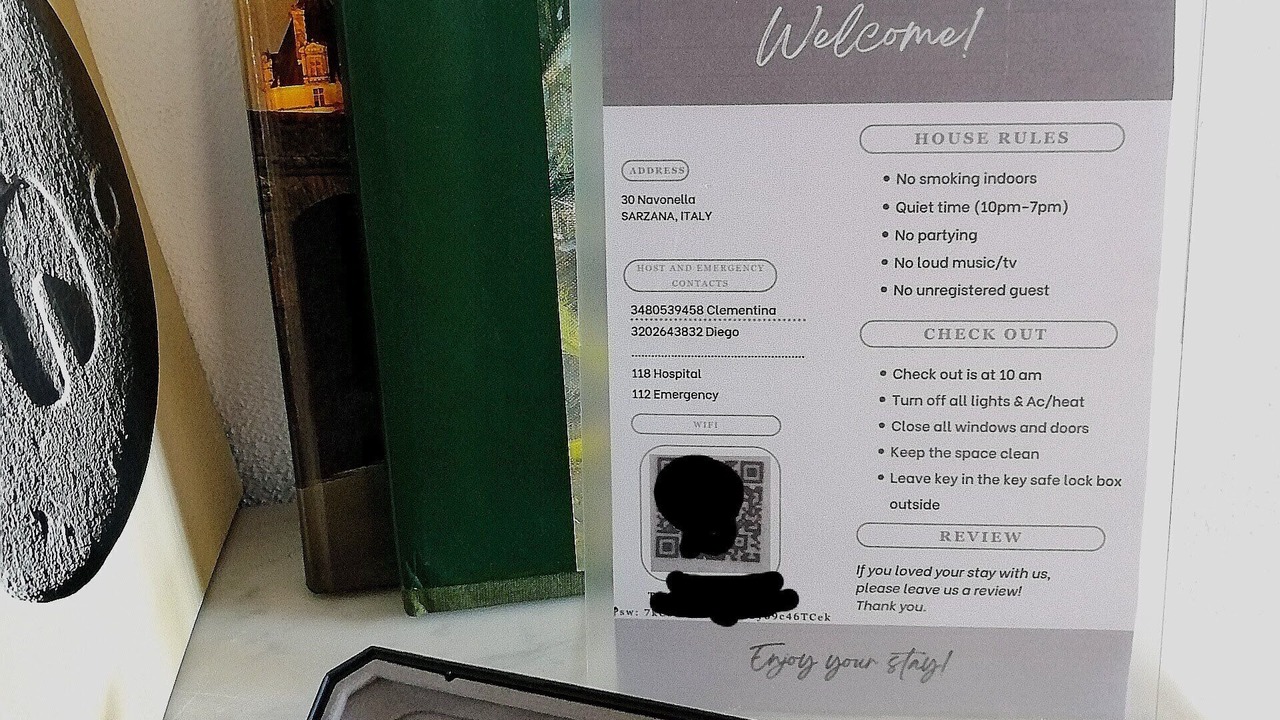 Welcome!
ADDRESS
30 Navonella
SARZANA, ITALY
HOST AND EMERGENCY
CONTACTS
3480539458 Clementina
3202643832 Diego
118 Hospital
112 Emergency
WIFI
psw:
HOUSE RULES
No smoking indoors
Quiet time (10pm-7pm)
No partying
No loud music/tv
No unregistered guest
CHECK OUT
Check out is at 10 am
Turn off all lights & Ac/heat
Close all windows and doors
Keep the space clean
Leave key in the key safe lock box
outside
REVIEW
If you loved your stay with us,
please leave us a review!
Thank you.
Enjoy your stay!